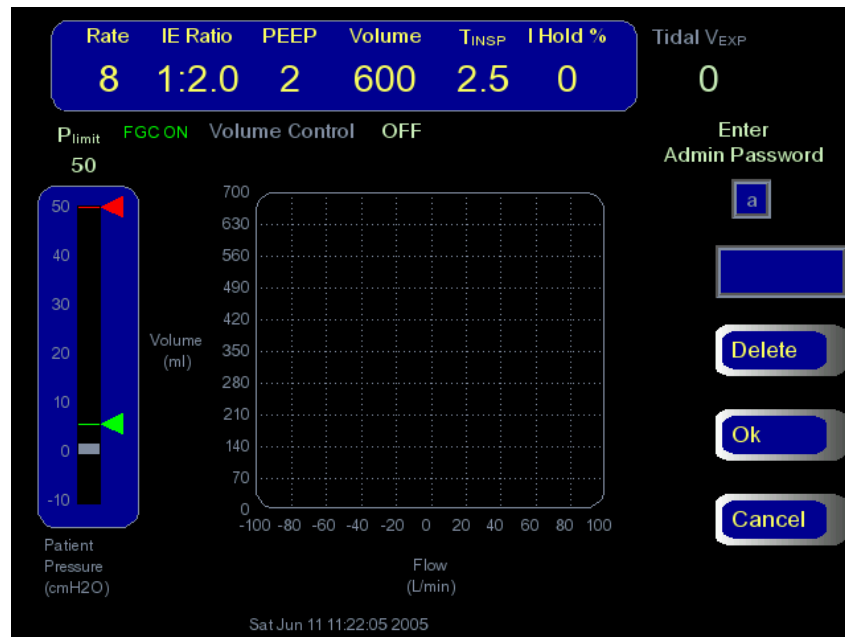 Rate IE Ratio PEEP Volume TINSP I Hold % Tidal VEXP
8 1:2.0 2 600 2.5 0 0
Plimit FGC ON Volume Control OFF
50
Enter
Admin Password
a
Delete
Ok
Cancel
50
40
30
20
10
0
-10
Patient
Pressure
(cmH2O)
Volume
(ml)
700
630
560
490
420
350
280
210
140
70
0
-100 -80 -60 -40 -20 0 20 40 60 80 100
Flow
(L/min)
Sat Jun 11 11:22:05 2005